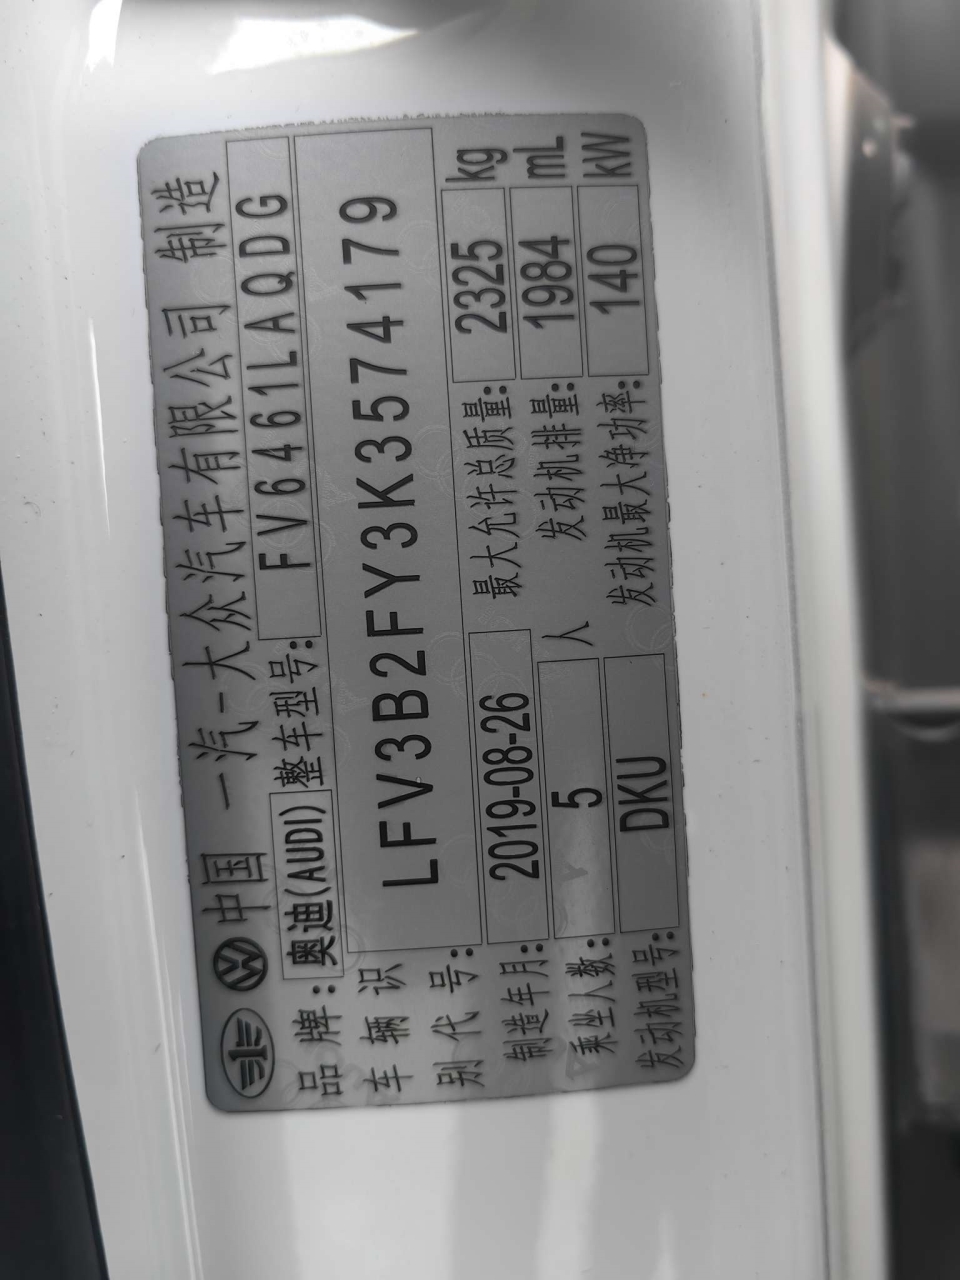 中国 一汽-大众汽车有限公司 制造
品牌: 奥迪(AUDI) 整车型号: FV6461LAQDG
车辆识别代号: LFV3B2FY3K3574179
制造年月: 2019-08-26 最大允许总质量: 2325 kg
乘坐人数: 5 人 发动机排量: 1984 mL
发动机型号: DKU 发动机最大净功率: 140 kW